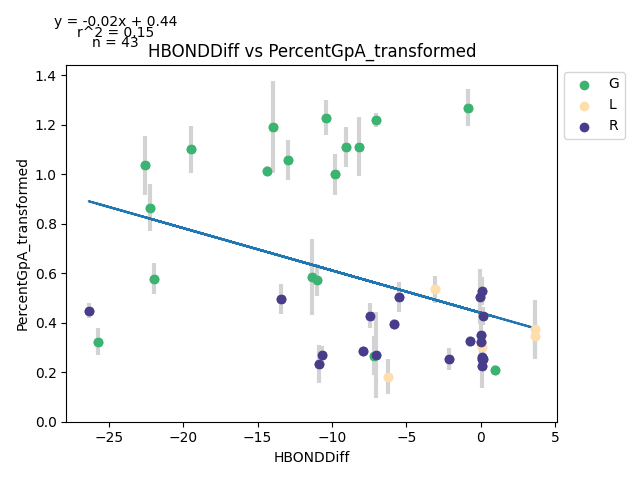 y = -0.02x + 0.44
r^2 = 0.15
n = 43
HBONDDiff vs PercentGpA_transformed
G
L
R
PercentGpA_transformed
1.4
1.2
1.0
0.8
0.6
0.4
0.2
0.0
−25
−20
−15
−10
−5
0
5
HBONDDiff